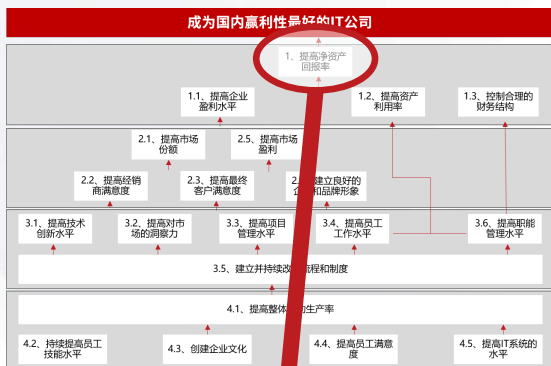 成为国内赢利性最好的IT公司
1、提高净资产
回报率
1.1、提高企业
盈利水平
1.2、提高资产
利用率
1.3、控制合理的
财务结构
2.1、提高市场
份额
2.5、提高市场
盈利
2.2、提高经销
商满意度
2.3、提高最终
客户满意度
建立良好的
和品牌形象
3.1、提高技术
创新水平
3.2、提高对市
场的洞察力
3.3、提高项目
管理水平
3.4、提高员工
工作水平
3.6、提高职能
管理水平
3.5、建立并持续改 流程和制度
4.1、提高整体 的生产率
4.2、持续提高员工
技能水平
4.3、创建企业文化
4.4、提高员工满意
度
4.5、提高IT系统的
水平